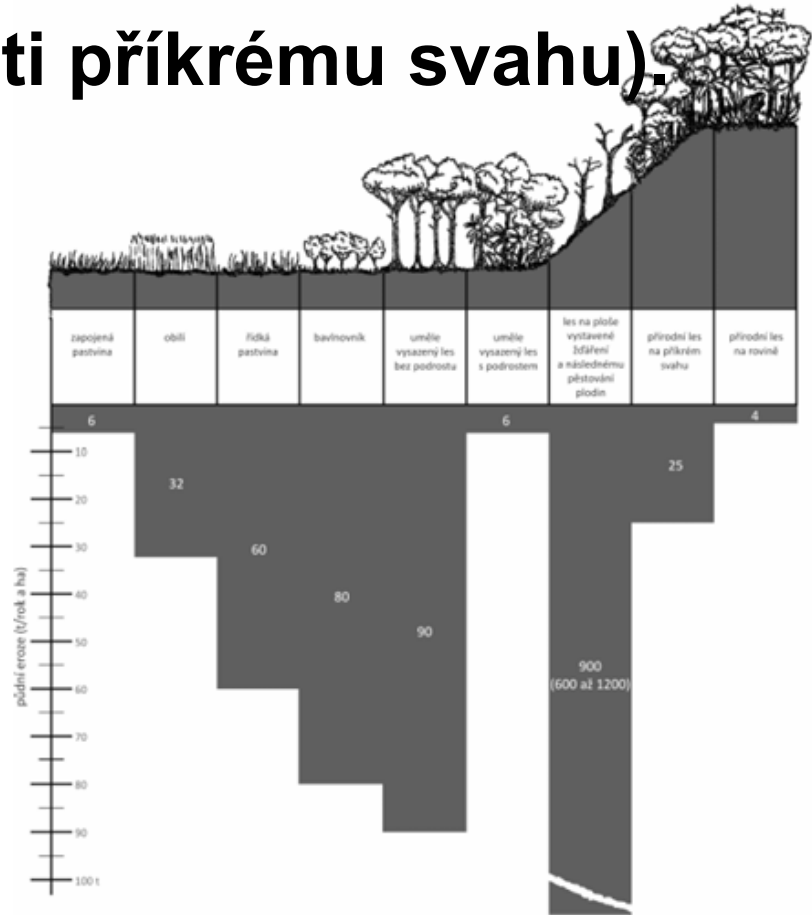 ti příkrému svahu).
zapojená
pastvina
obilí
řídká
pastvina
bavlnovník
uměle
vysazený les
bez podrostu
uměle
vysazený les
s podrostem
les na ploše
vystavené
žďáření
a následnému
pěstování
plodin
přírodní les
na příkrém
svahu
přírodní les
na rovině
6
32
60
80
90
6
900
(600 až 1200)
25
4
půdní eroze (t/rok a ha)
10
20
30
40
50
60
70
80
90
100 t